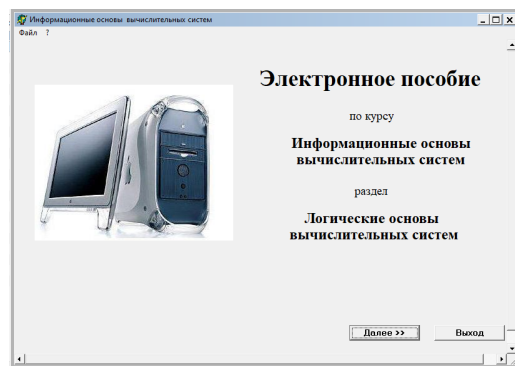 Информационные основы вычислительных систем
Файл ?
Электронное пособие
по курсу
Информационные основы
вычислительных систем
раздел
Логические основы
вычислительных систем
Далее >> Выход